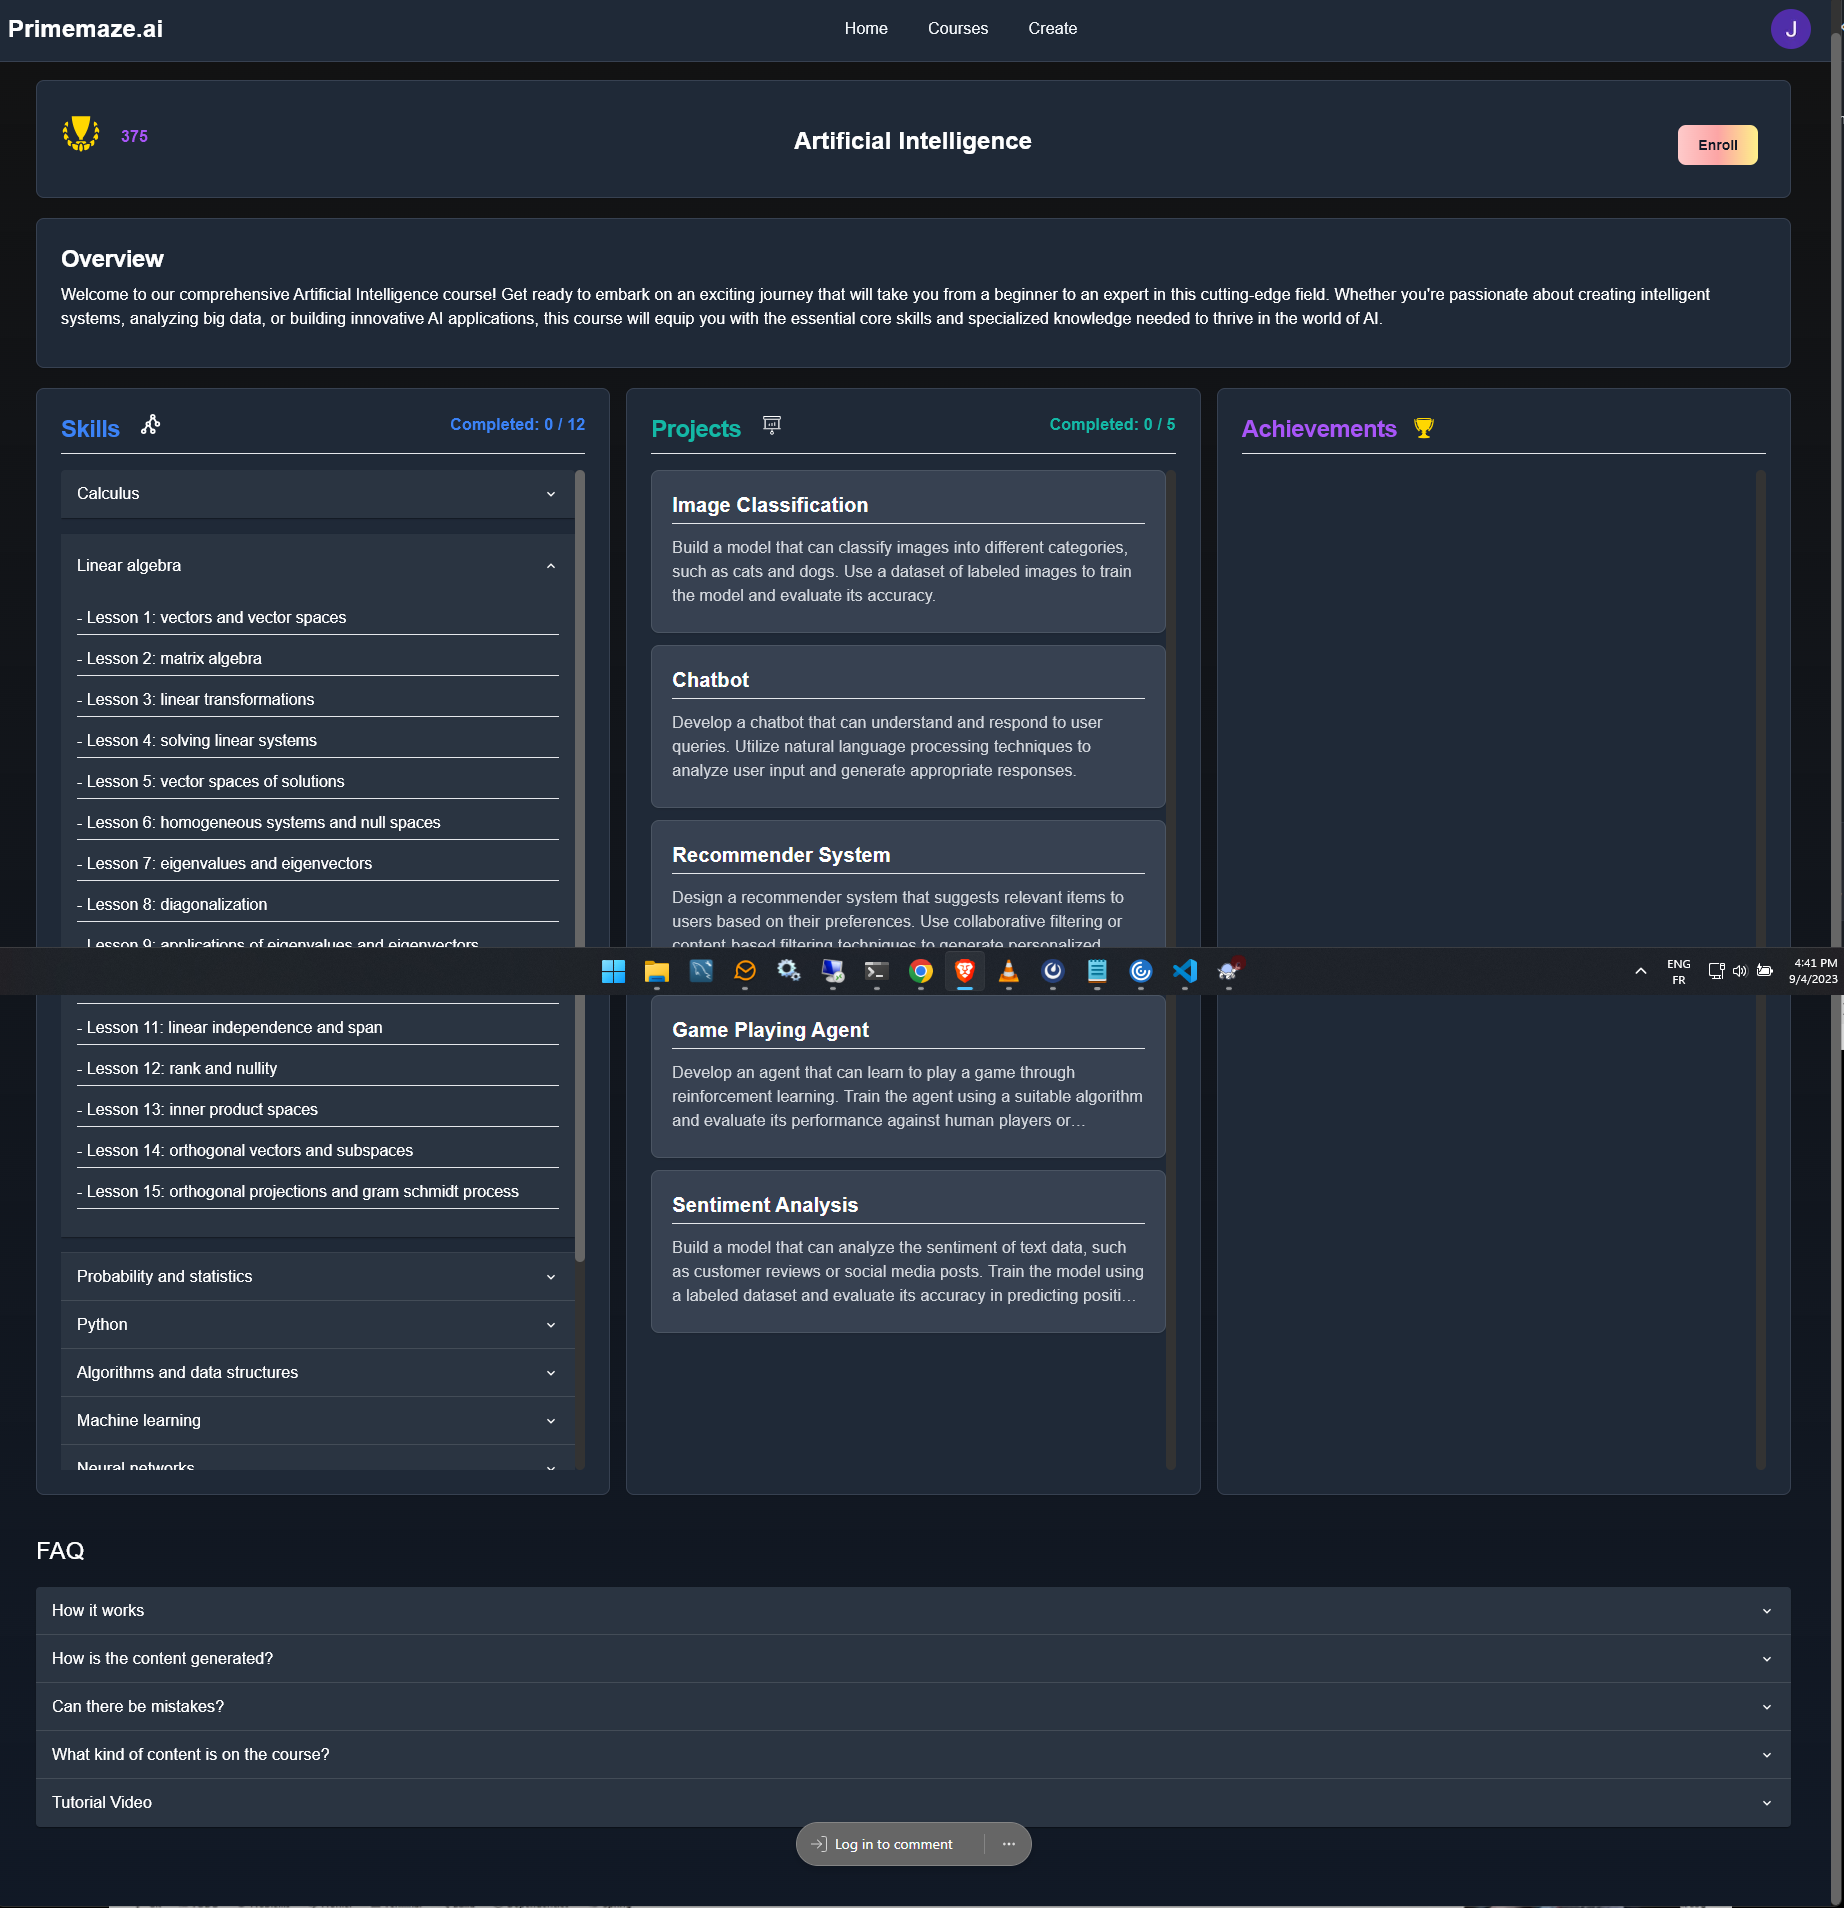 Primemaze.ai
Home
Courses
Create
J
375
Artificial Intelligence
Enroll
Overview
Welcome to our comprehensive Artificial Intelligence course! Get ready to embark on an exciting journey that will take you from a beginner to an expert in this cutting-edge field. Whether you're passionate about creating intelligent
systems, analyzing big data, or building innovative AI applications, this course will equip you with the essential core skills and specialized knowledge needed to thrive in the world of AI.
Skills
Completed: 0 / 12
Calculus
Linear algebra
- Lesson 1: vectors and vector spaces
- Lesson 2: matrix algebra
- Lesson 3: linear transformations
- Lesson 4: solving linear systems
- Lesson 5: vector spaces of solutions
- Lesson 6: homogeneous systems and null spaces
- Lesson 7: eigenvalues and eigenvectors
- Lesson 8: diagonalization
- Lesson 9: applications of eigenvalues and eigenvectors
- Lesson 11: linear independence and span
- Lesson 12: rank and nullity
- Lesson 13: inner product spaces
- Lesson 14: orthogonal vectors and subspaces
- Lesson 15: orthogonal projections and gram schmidt process
Probability and statistics
Python
Algorithms and data structures
Machine learning
Neural networks
Projects
Completed: 0 / 5
Image Classification
Build a model that can classify images into different categories,
such as cats and dogs. Use a dataset of labeled images to train
the model and evaluate its accuracy.
Chatbot
Develop a chatbot that can understand and respond to user
queries. Utilize natural language processing techniques to
analyze user input and generate appropriate responses.
Recommender System
Design a recommender system that suggests relevant items to
users based on their preferences. Use collaborative filtering or
content based filtering techniques to generate personalized
Game Playing Agent
Develop an agent that can learn to play a game through
reinforcement learning. Train the agent using a suitable algorithm
and evaluate its performance against human players or…
Sentiment Analysis
Build a model that can analyze the sentiment of text data, such
as customer reviews or social media posts. Train the model using
a labeled dataset and evaluate its accuracy in predicting positi…
Achievements
ENG
FR
4:41 PM
9/4/2023
FAQ
How it works
How is the content generated?
Can there be mistakes?
What kind of content is on the course?
Tutorial Video
Log in to comment